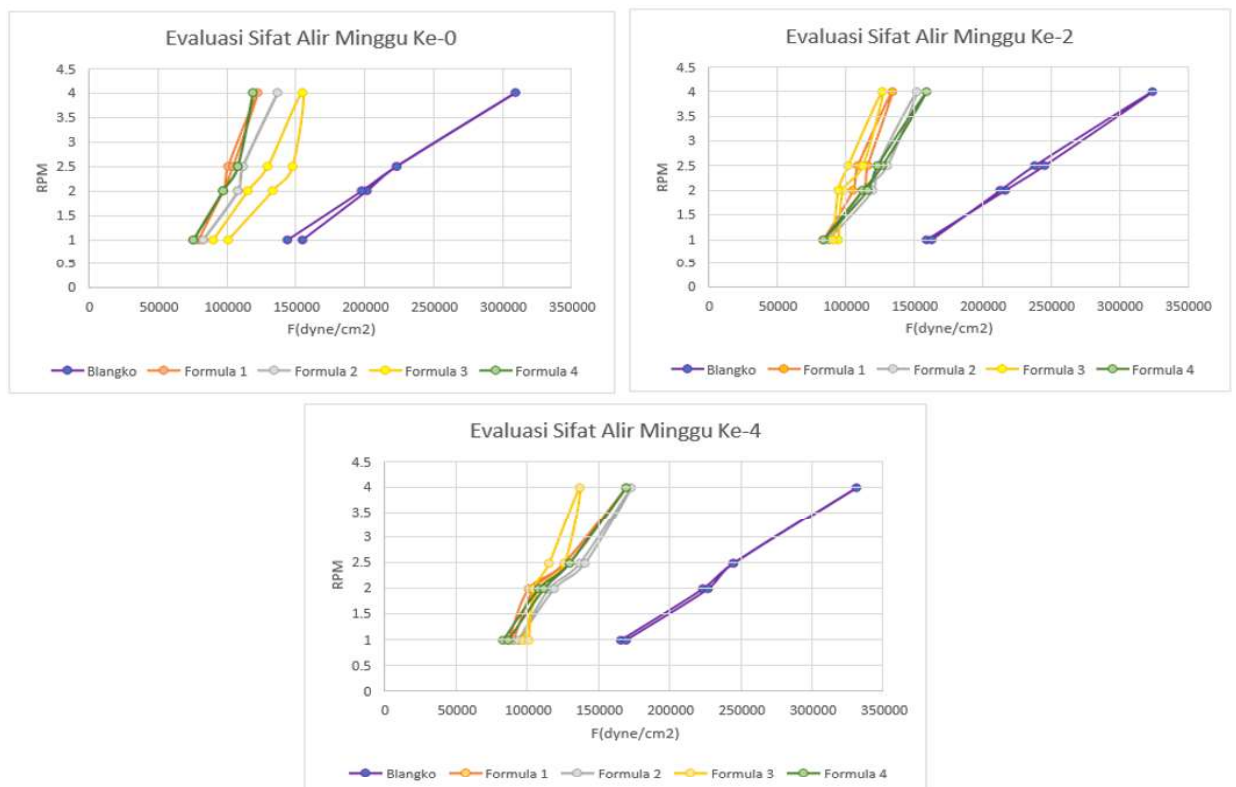 Evaluasi Sifat Alir Minggu Ke-0
4.5
4
3.5
3
2.5
2
1.5
1
0.5
0
RPM
0 50000 100000 150000 200000 250000 300000 350000
F(dyne/cm2)
Blangko Formula 1 Formula 2 Formula 3 Formula 4
Evaluasi Sifat Alir Minggu Ke-2
4.5
4
3.5
3
2.5
2
1.5
1
0.5
0
RPM
0 50000 100000 150000 200000 250000 300000 350000
F(dyne/cm2)
Blangko Formula 1 Formula 2 Formula 3 Formula 4
Evaluasi Sifat Alir Minggu Ke-4
4.5
4
3.5
3
2.5
2
1.5
1
0.5
0
RPM
0 50000 100000 150000 200000 250000 300000 350000
F(dyne/cm2)
Blangko Formula 1 Formula 2 Formula 3 Formula 4